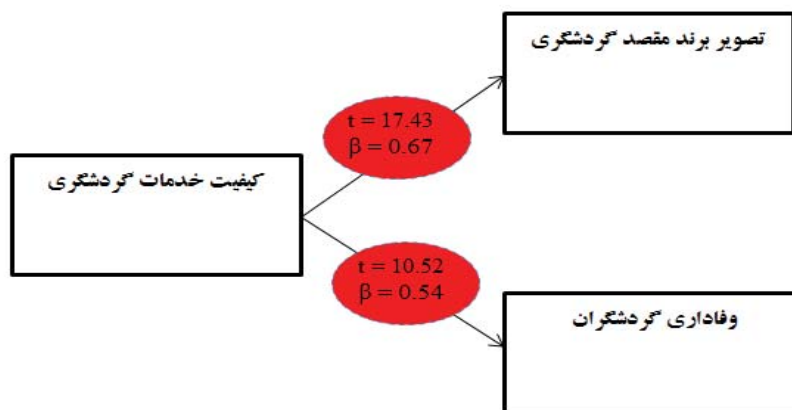 تصویر برند مقصد گردشگری
t = 17.43
β = 0.67
کیفیت خدمات گردشگری
t = 10.52
β = 0.54
وفاداری گردشگران